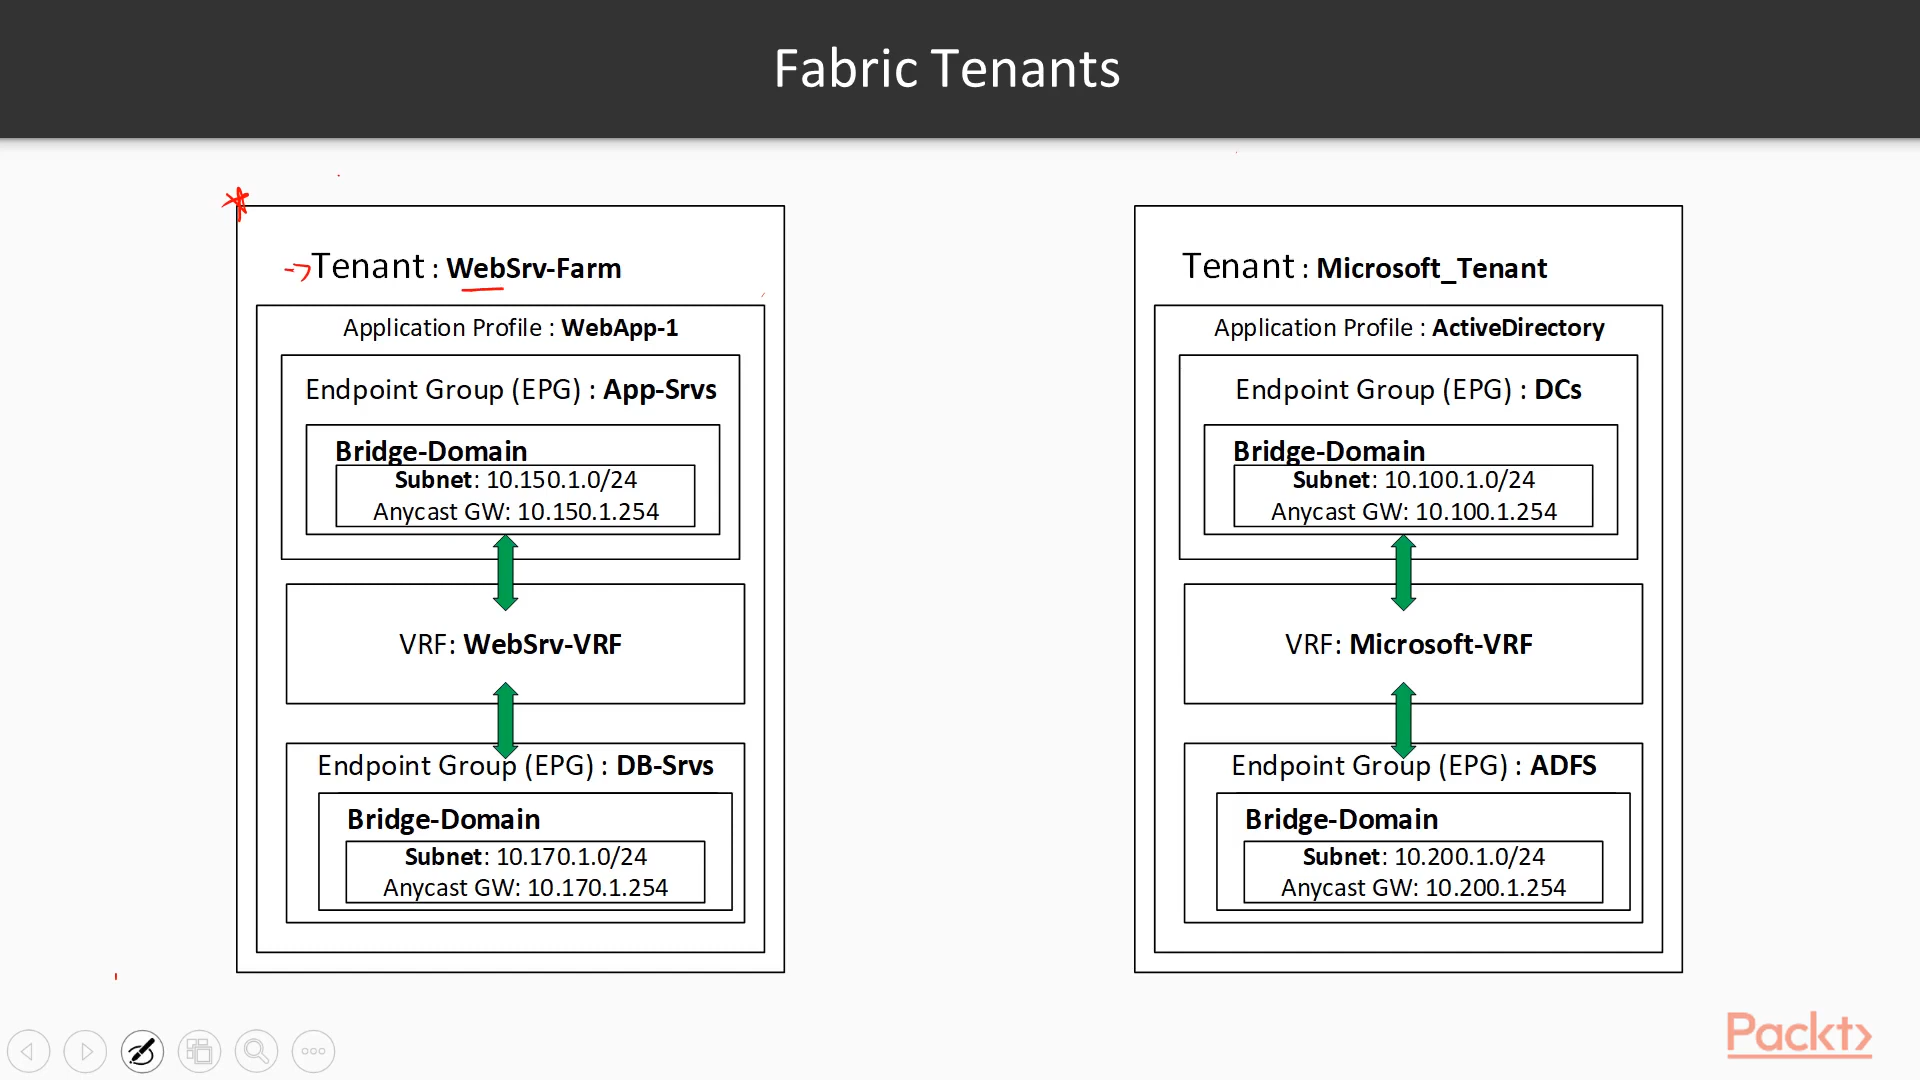 Fabric Tenants
Tenant : WebSrv-Farm
Application Profile : WebApp-1
Endpoint Group (EPG) : App-Srvs
Bridge-Domain
Subnet: 10.150.1.0/24
Anycast GW: 10.150.1.254
VRF: WebSrv-VRF
Endpoint Group (EPG) : DB-Srvs
Bridge-Domain
Subnet: 10.170.1.0/24
Anycast GW: 10.170.1.254
Tenant : Microsoft_Tenant
Application Profile : ActiveDirectory
Endpoint Group (EPG) : DCs
Bridge-Domain
Subnet: 10.100.1.0/24
Anycast GW: 10.100.1.254
VRF: Microsoft-VRF
Endpoint Group (EPG) : ADFS
Bridge-Domain
Subnet: 10.200.1.0/24
Anycast GW: 10.200.1.254
Packt>